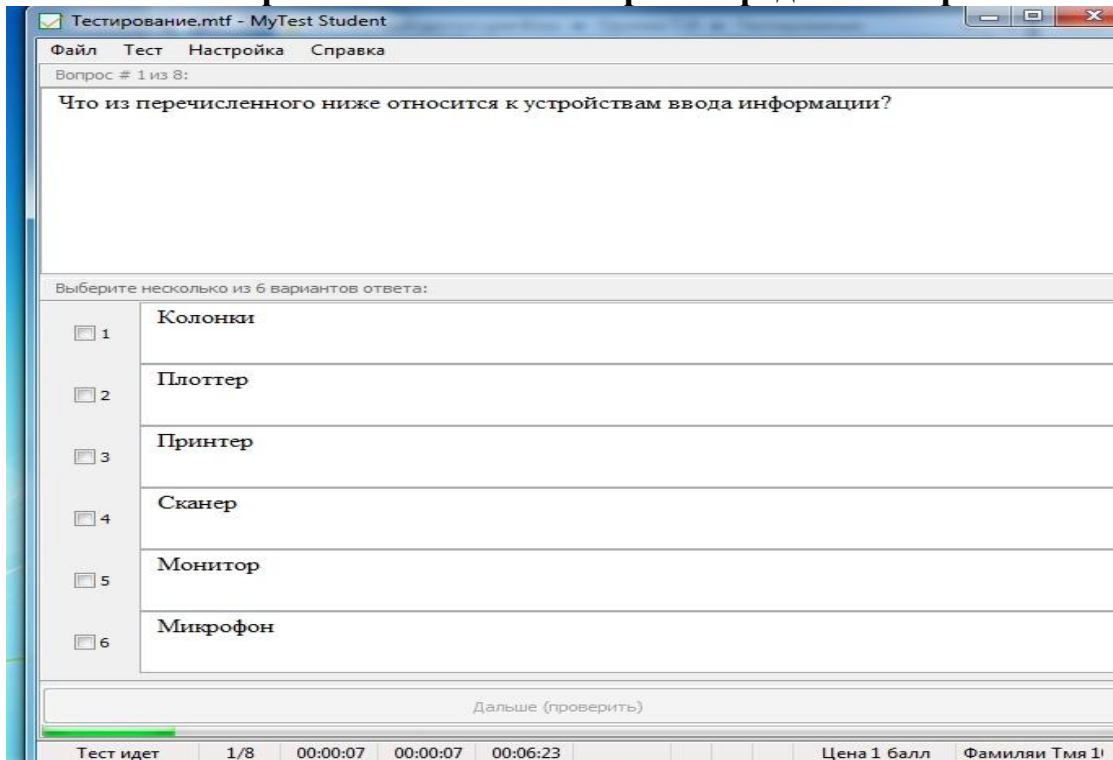 Тестирование.mtf - MyTest Student
Файл Тест Настройка Справка
Вопрос # 1 из 8:
Что из перечисленного ниже относится к устройствам ввода информации?
Выберите несколько из 6 вариантов ответа:
1 Колонки
2 Плоттер
3 Принтер
4 Сканер
5 Монитор
6 Микрофон
Дальше (проверить)
Тест идет 1/8 00:00:07 00:00:07 00:06:23 Цена 1 балл Фамиляи Тмя